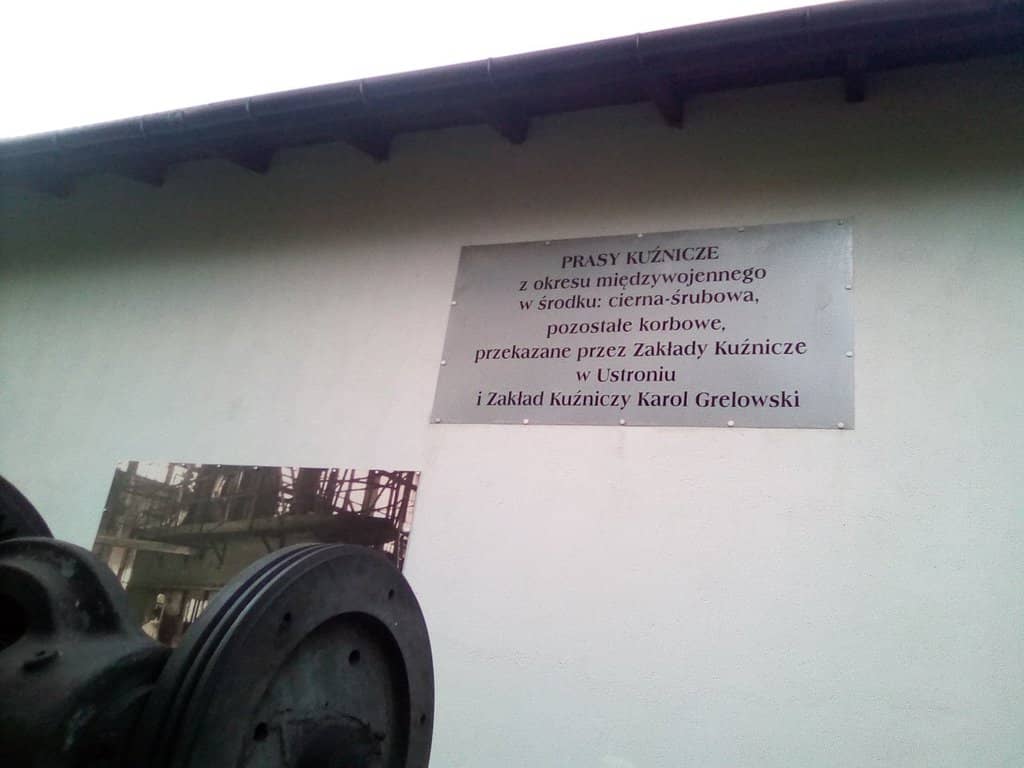 PRASY KUŹNICZE
z okresu międzywojennego
w środku: cierna-śrubowa,
pozostałe korbowe,
przekazane przez Zakłady Kuźnicze
w Ustroniu
i Zakład Kuźniczy Karol Grelowski